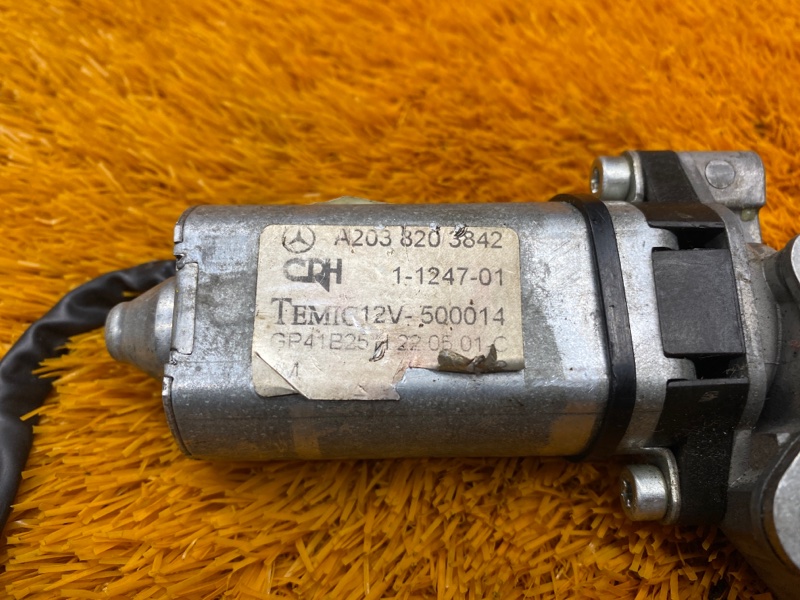 A203 820 3842
CRH 1-1247-01
TEMIC 12V-500014
GP41B25 22 05 01 C
M